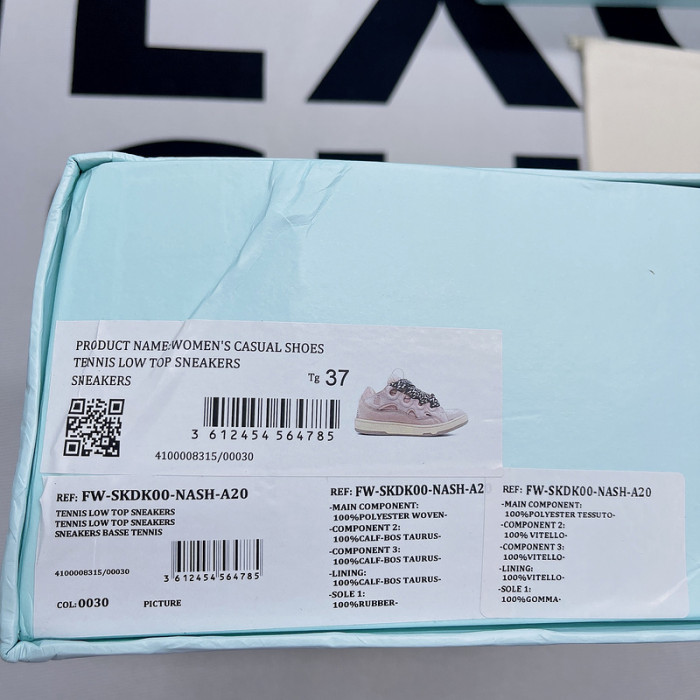 PRODUCT NAME:WOMEN'S CASUAL SHOES
TENNIS LOW TOP SNEAKERS
SNEAKERS
Tg 37
3 612454 564785
4100008315/00030
REF: FW-SKDK00-NASH-A20
TENNIS LOW TOP SNEAKERS
TENNIS LOW TOP SNEAKERS
SNEAKERS BASSE TENNIS
4100008315/00030
3 612454 564785
COL: 0030
PICTURE
REF: FW-SKDK00-NASH-A20
-MAIN COMPONENT:
100%POLYESTER WOVEN-
-COMPONENT 2:
100%CALF-BOS TAURUS-
-COMPONENT 3:
100%CALF-BOS TAURUS-
-LINING:
100%CALF-BOS TAURUS-
-SOLE 1:
100%RUBBER-
REF: FW-SKDK00-NASH-A20
-MAIN COMPONENT:
100%POLYESTER TESSUTO-
-COMPONENT 2:
100% VITELLO-
-COMPONENT 3:
100%VITELLO-
-LINING:
100%VITELLO-
-SOLE 1:
100%GOMMA-